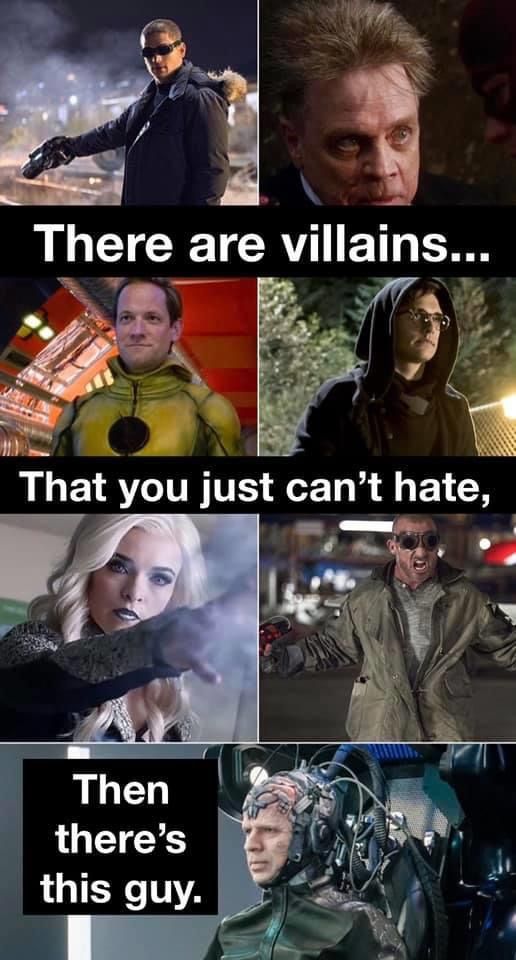 There are villains...
That you just can't hate,
Then
there's
this guy.